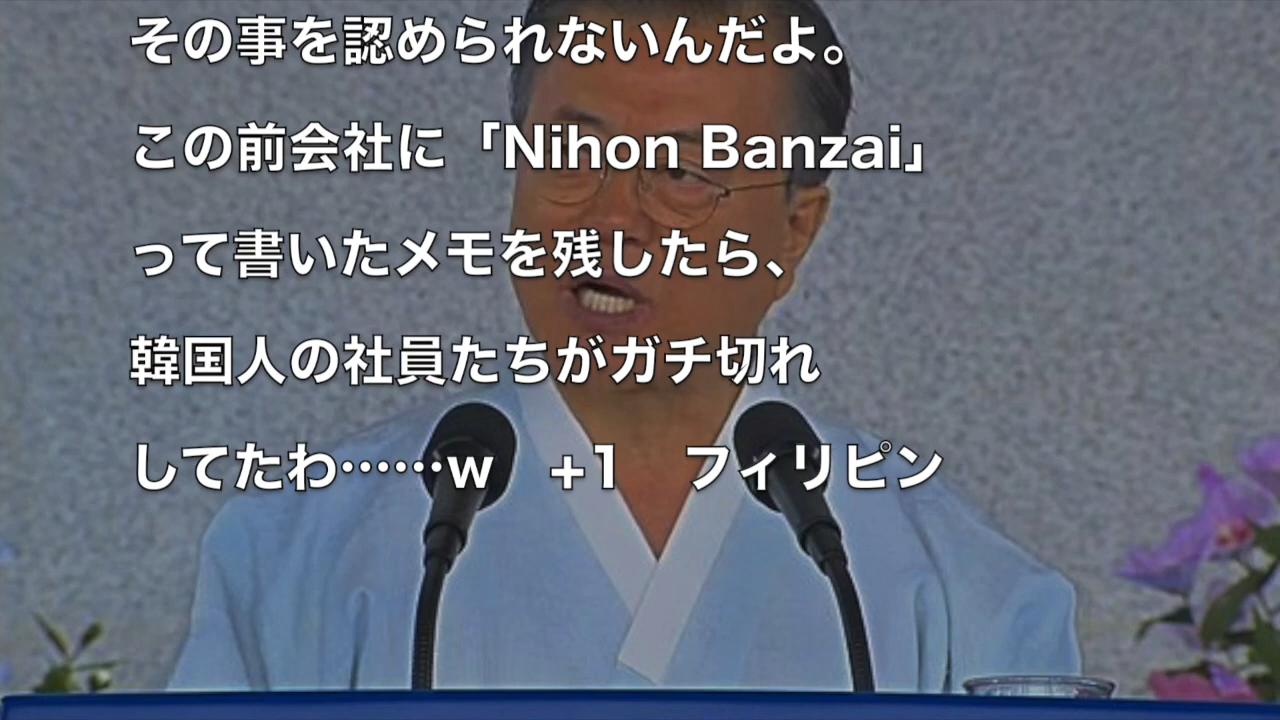 その事を認められないんだよ。
この前会社に「Nihon Banzai」
って書いたメモを残したら、
韓国人の社員たちがガチ切れ
してたわ……w　+1　フィリピン